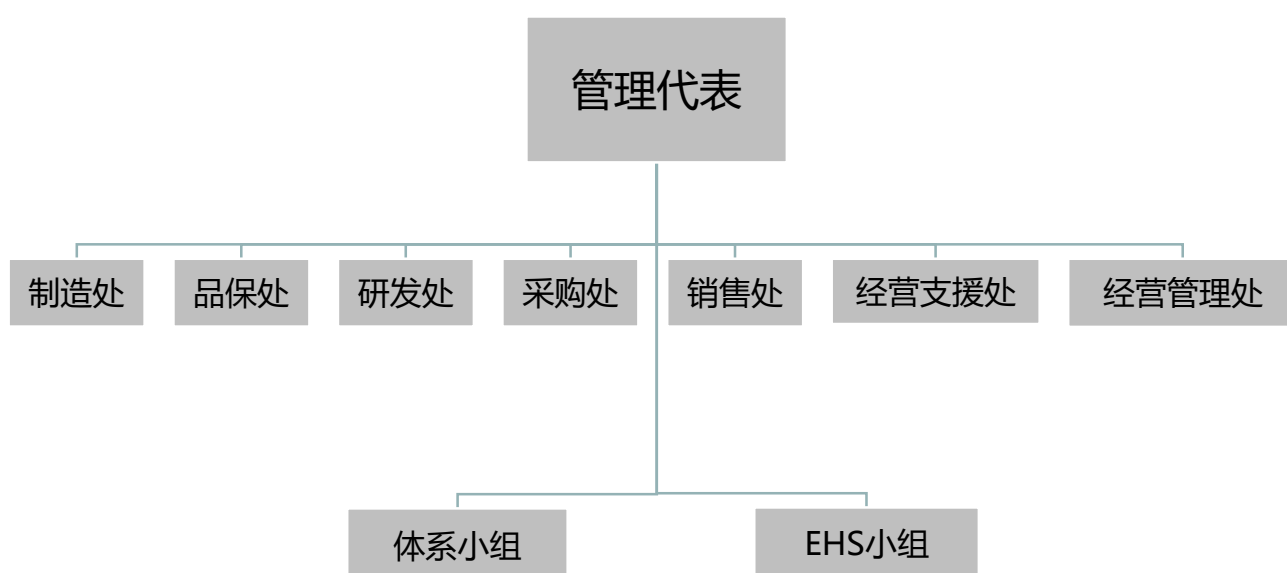 管理代表
制造处
品保处
研发处
采购处
销售处
经营支援处
经营管理处
体系小组
EHS小组